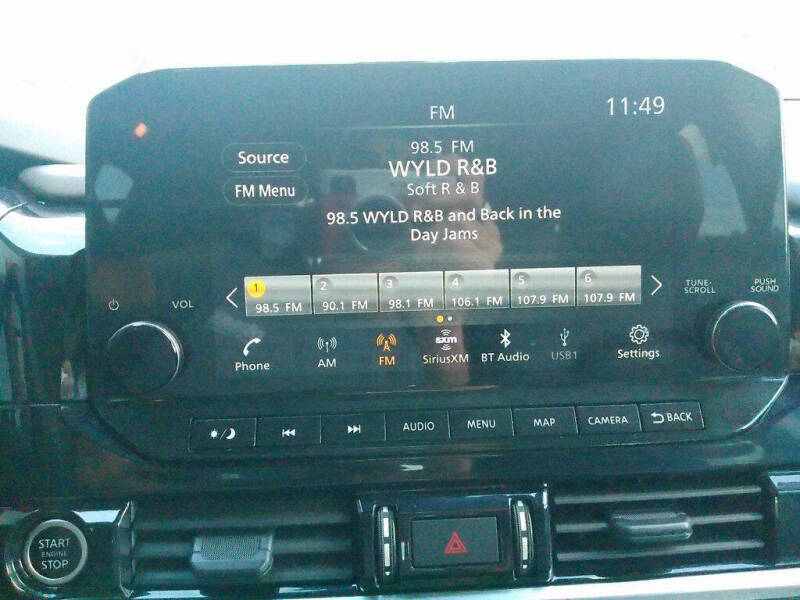 FM
11:49
98.5 FM
Source
WYLD R&B
Soft R & B
FM Menu
98.5 WYLD R&B and Back in the
Day Jams
1 2 3 4 5 6
98.5 FM 90.1 FM 98.1 FM 106.1 FM 107.9 FM 107.9 FM
VOL
TUNE·
SCROLL
PUSH
SOUND
Phone AM FM SiriusXM BT Audio USB1 Settings
sxm
AUDIO MENU MAP CAMERA BACK
START
ENGINE
STOP